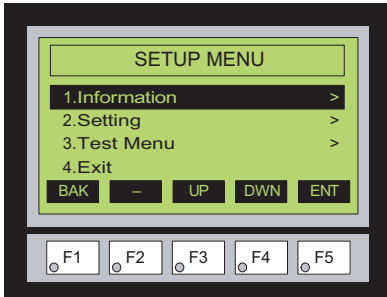 SETUP MENU
1.Information >
2.Setting >
3.Test Menu >
4.Exit
BAK – UP DWN ENT
F1 F2 F3 F4 F5